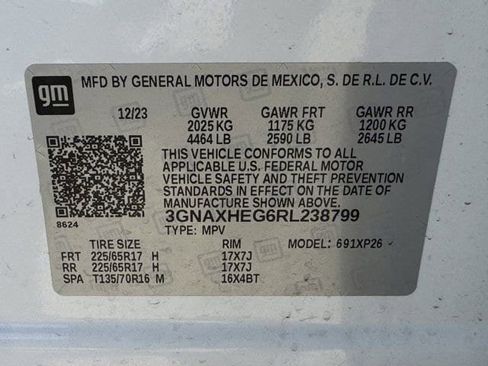 gm
MFD BY GENERAL MOTORS DE MEXICO, S. DE R.L. DE C.V.
12/23 GVWR GAWR FRT GAWR RR
2025 KG 1175 KG 1200 KG
4464 LB 2590 LB 2645 LB
THIS VEHICLE CONFORMS TO ALL
APPLICABLE U.S. FEDERAL MOTOR
VEHICLE SAFETY AND THEFT PREVENTION
STANDARDS IN EFFECT ON THE DATE OF
MANUFACTURE SHOWN ABOVE.
8624 3GNAXHEG6RL238799
TYPE: MPV
TIRE SIZE RIM MODEL: 691XP26
FRT 225/65R17 H 17X7J
RR 225/65R17 H 17X7J
SPA T135/70R16 M 16X4BT